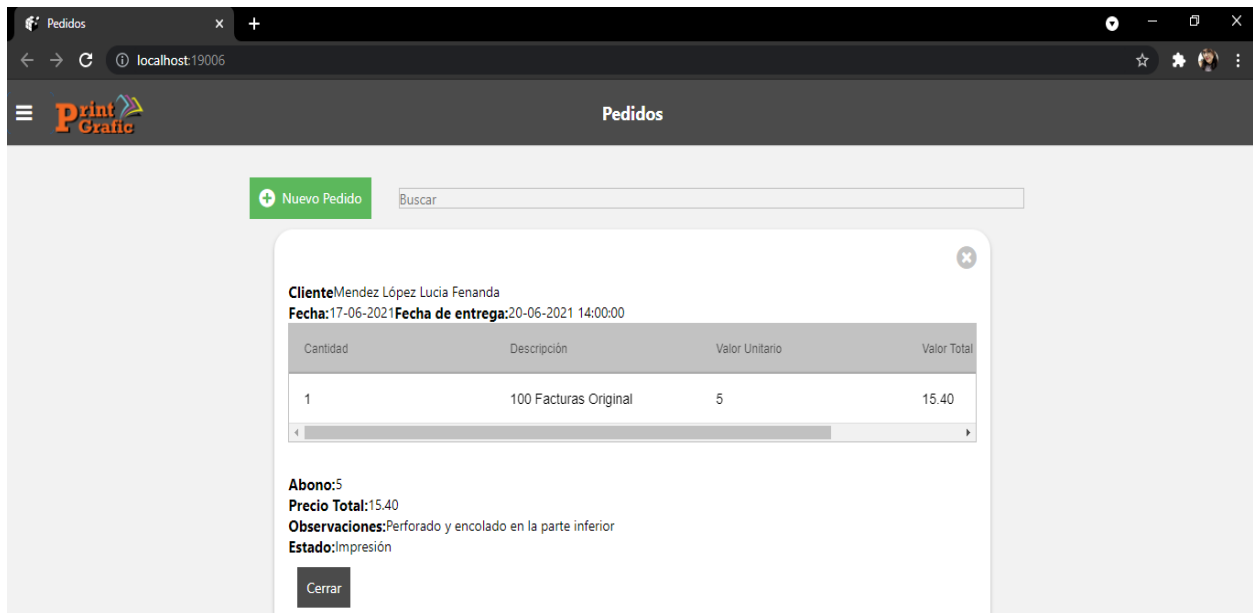 Pedidos
localhost:19006
Print
Grafic
Pedidos
Nuevo Pedido
Buscar
ClienteMendez López Lucia Fenanda
Fecha:17-06-2021Fecha de entrega:20-06-2021 14:00:00
Cantidad Descripción Valor Unitario Valor Total
1 100 Facturas Original 5 15.40
Abono:5
Precio Total:15.40
Observaciones:Perforado y encolado en la parte inferior
Estado:Impresión
Cerrar